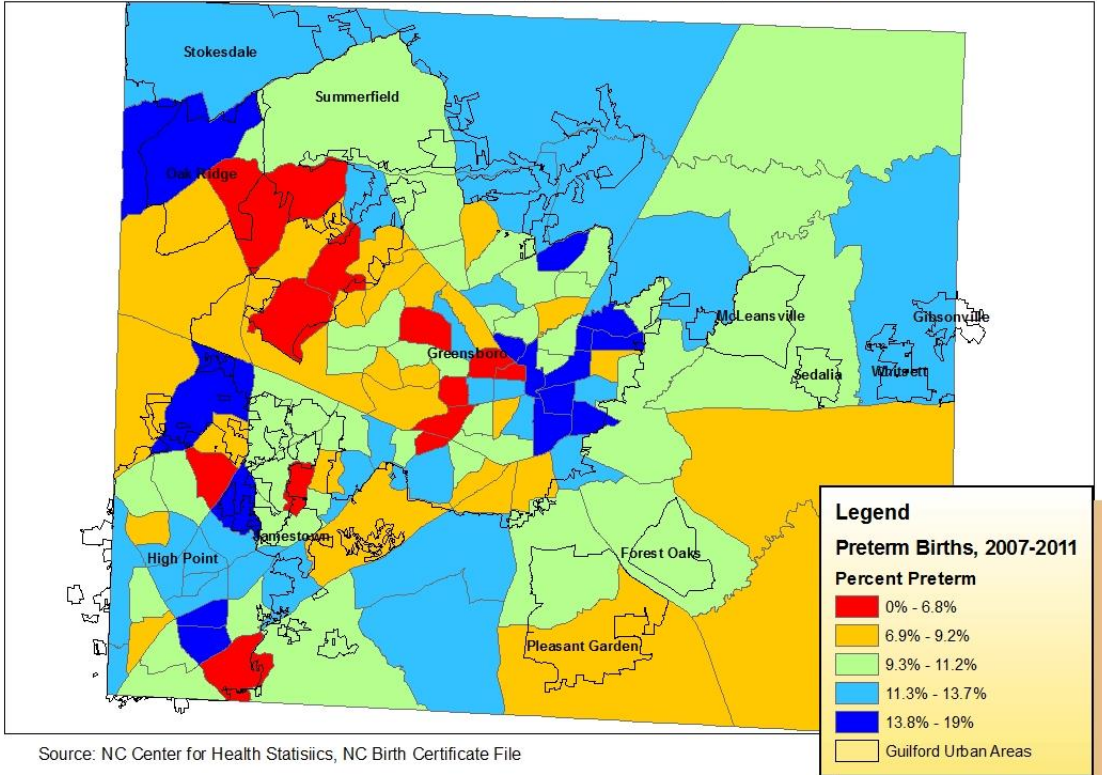 Stokesdale
Summerfield
Oak Ridge
McLeansville
Gibsonville
Greensboro
Sedalia
Whitsett
Jamestown
High Point
Forest Oaks
Pleasant Garden
Legend
Preterm Births, 2007-2011
Percent Preterm
0% - 6.8%
6.9% - 9.2%
9.3% - 11.2%
11.3% - 13.7%
13.8% - 19%
Guilford Urban Areas
Source: NC Center for Health Statisiics, NC Birth Certificate File